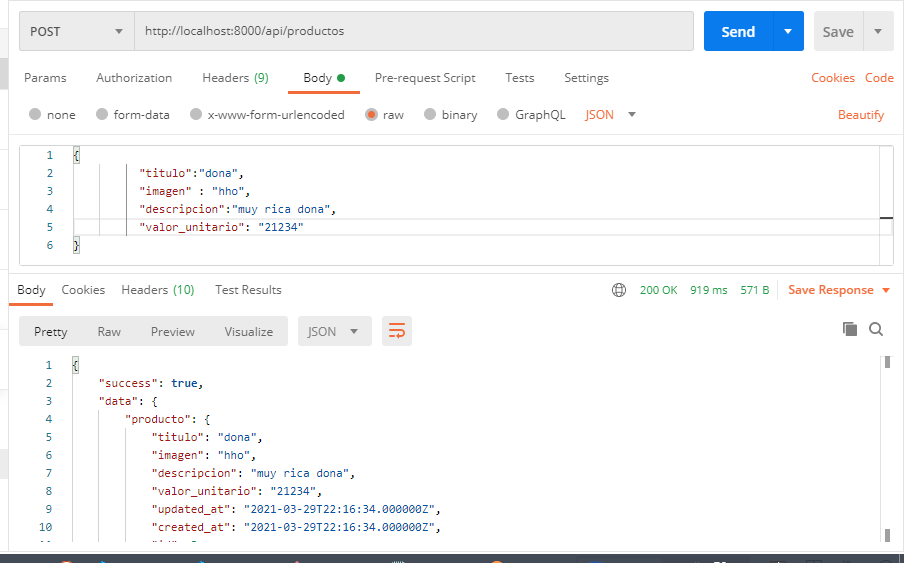 POST http://localhost:8000/api/productos Send Save
Params Authorization Headers (9) Body Pre-request Script Tests Settings Cookies Code
none form-data x-www-form-urlencoded raw binary GraphQL JSON Beautify
1 {
2 "titulo":"dona",
3 "imagen" : "hho",
4 "descripcion":"muy rica dona",
5 "valor_unitario": "21234"
6 }
Body Cookies Headers (10) Test Results 200 OK 919 ms 571 B Save Response
Pretty Raw Preview Visualize JSON
1 {
2 "success": true,
3 "data": {
4 "producto": {
5 "titulo": "dona",
6 "imagen": "hho",
7 "descripcion": "muy rica dona",
8 "valor_unitario": "21234",
9 "updated_at": "2021-03-29T22:16:34.000000Z",
10 "created_at": "2021-03-29T22:16:34.000000Z",